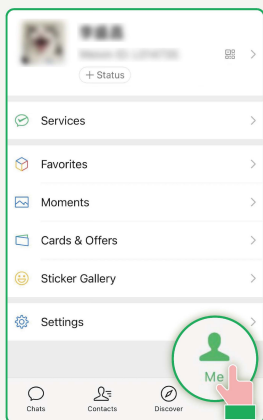 + Status
Services
Favorites
Moments
Cards & Offers
Sticker Gallery
Settings
Me
Chats
Contacts
Discover